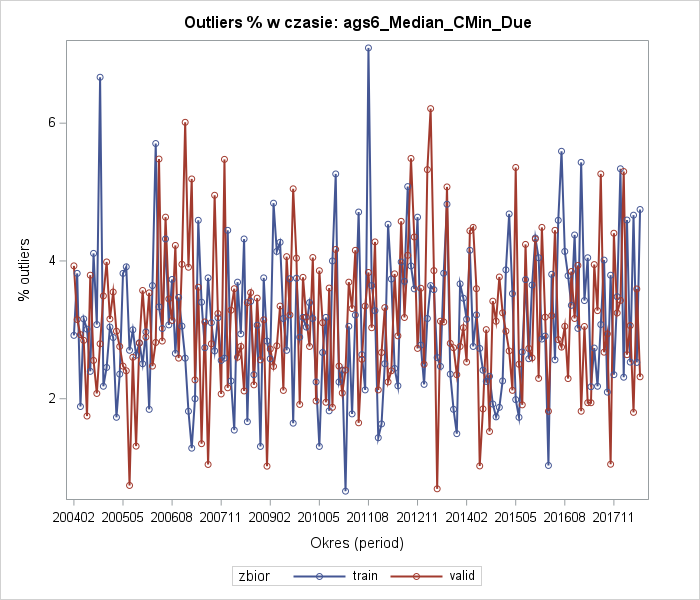 Outliers % w czasie: ags6_Median_CMin_Due
% outliers
6
4
2
200402 200505 200608 200711 200902 201005 201108 201211 201402 201505 201608 201711
Okres (period)
zbior train valid